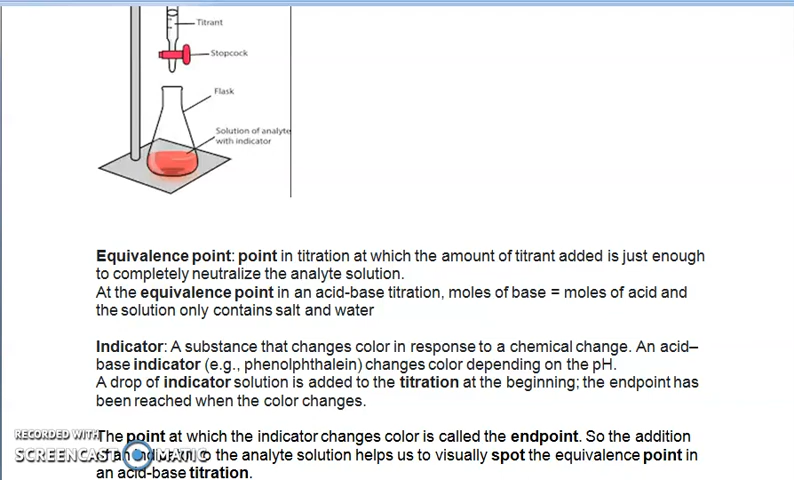 Titrant
Stopcock
Flask
Solution of analyte
with indicator
Equivalence point: point in titration at which the amount of titrant added is just enough
to completely neutralize the analyte solution.
At the equivalence point in an acid-base titration, moles of base = moles of acid and
the solution only contains salt and water
Indicator: A substance that changes color in response to a chemical change. An acid–
base indicator (e.g., phenolphthalein) changes color depending on the pH.
A drop of indicator solution is added to the titration at the beginning; the endpoint has
been reached when the color changes.
The point at which the indicator changes color is called the endpoint. So the addition
of an indicator to the analyte solution helps us to visually spot the equivalence point in
an acid-base titration.
RECORDED WITH
SCREENCAST MATIC